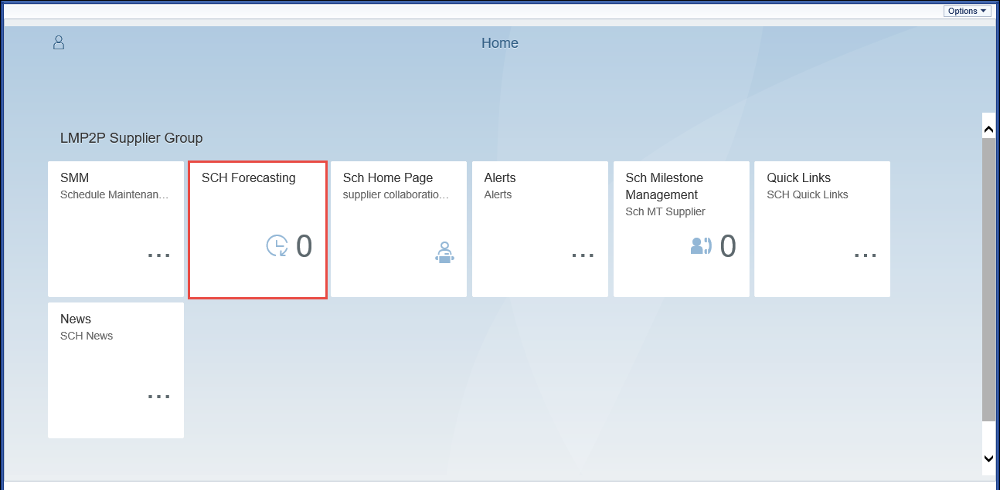 Options
Home
LMP2P Supplier Group
SMM
Schedule Maintenan...
...
SCH Forecasting
0
Sch Home Page
supplier collaboratio...
Alerts
Alerts
...
Sch Milestone
Management
Sch MT Supplier
0
Quick Links
SCH Quick Links
...
News
SCH News
...